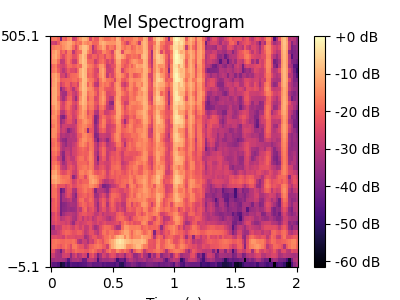 Mel Spectrogram
505.1
−5.1
0
0.5
1
1.5
2
+0 dB
-10 dB
-20 dB
-30 dB
-40 dB
-50 dB
-60 dB